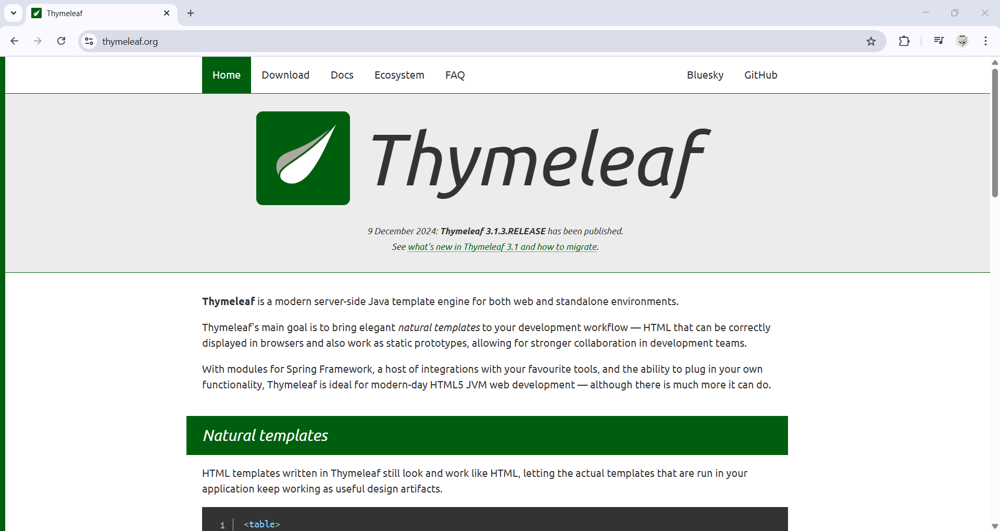 Thymeleaf
thymeleaf.org
Home Download Docs Ecosystem FAQ Bluesky GitHub
Thymeleaf
9 December 2024: Thymeleaf 3.1.3.RELEASE has been published.
See what's new in Thymeleaf 3.1 and how to migrate.
Thymeleaf is a modern server-side Java template engine for both web and standalone environments.
Thymeleaf's main goal is to bring elegant natural templates to your development workflow — HTML that can be correctly
displayed in browsers and also work as static prototypes, allowing for stronger collaboration in development teams.
With modules for Spring Framework, a host of integrations with your favourite tools, and the ability to plug in your own
functionality, Thymeleaf is ideal for modern-day HTML5 JVM web development — although there is much more it can do.
Natural templates
HTML templates written in Thymeleaf still look and work like HTML, letting the actual templates that are run in your
application keep working as useful design artifacts.
1 <table>